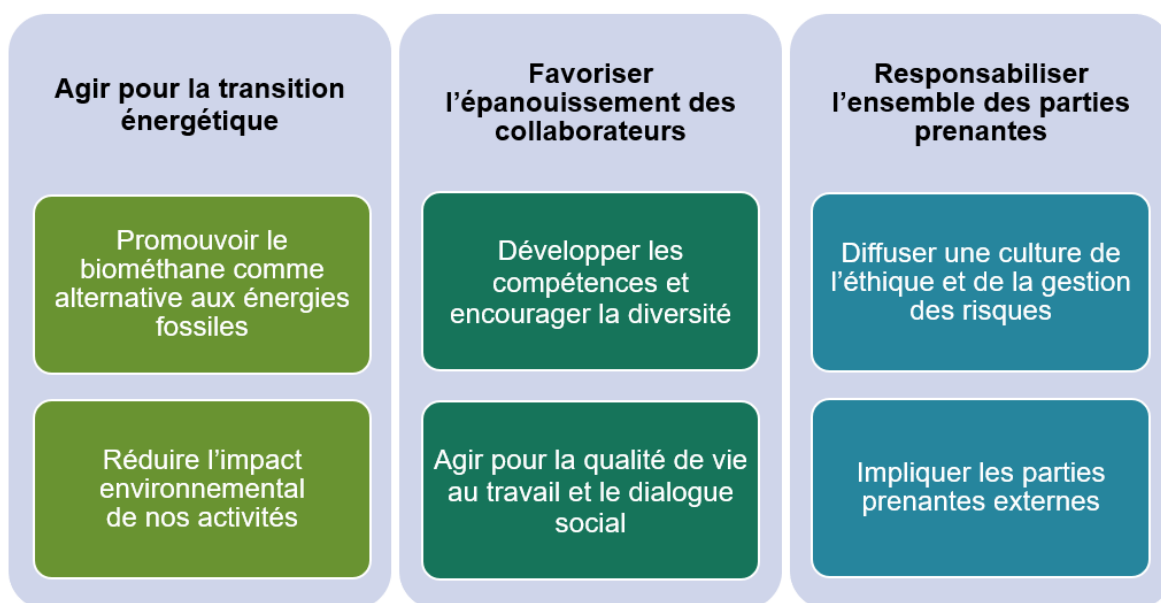 Agir pour la transition
énergétique
Promouvoir le
biométhane comme
alternative aux énergies
fossiles
Réduire l’impact
environnemental
de nos activités
Favoriser
l’épanouissement des
collaborateurs
Développer les
compétences et
encourager la diversité
Agir pour la qualité de vie
au travail et le dialogue
social
Responsabiliser
l’ensemble des parties
prenantes
Diffuser une culture de
l’éthique et de la gestion
des risques
Impliquer les parties
prenantes externes